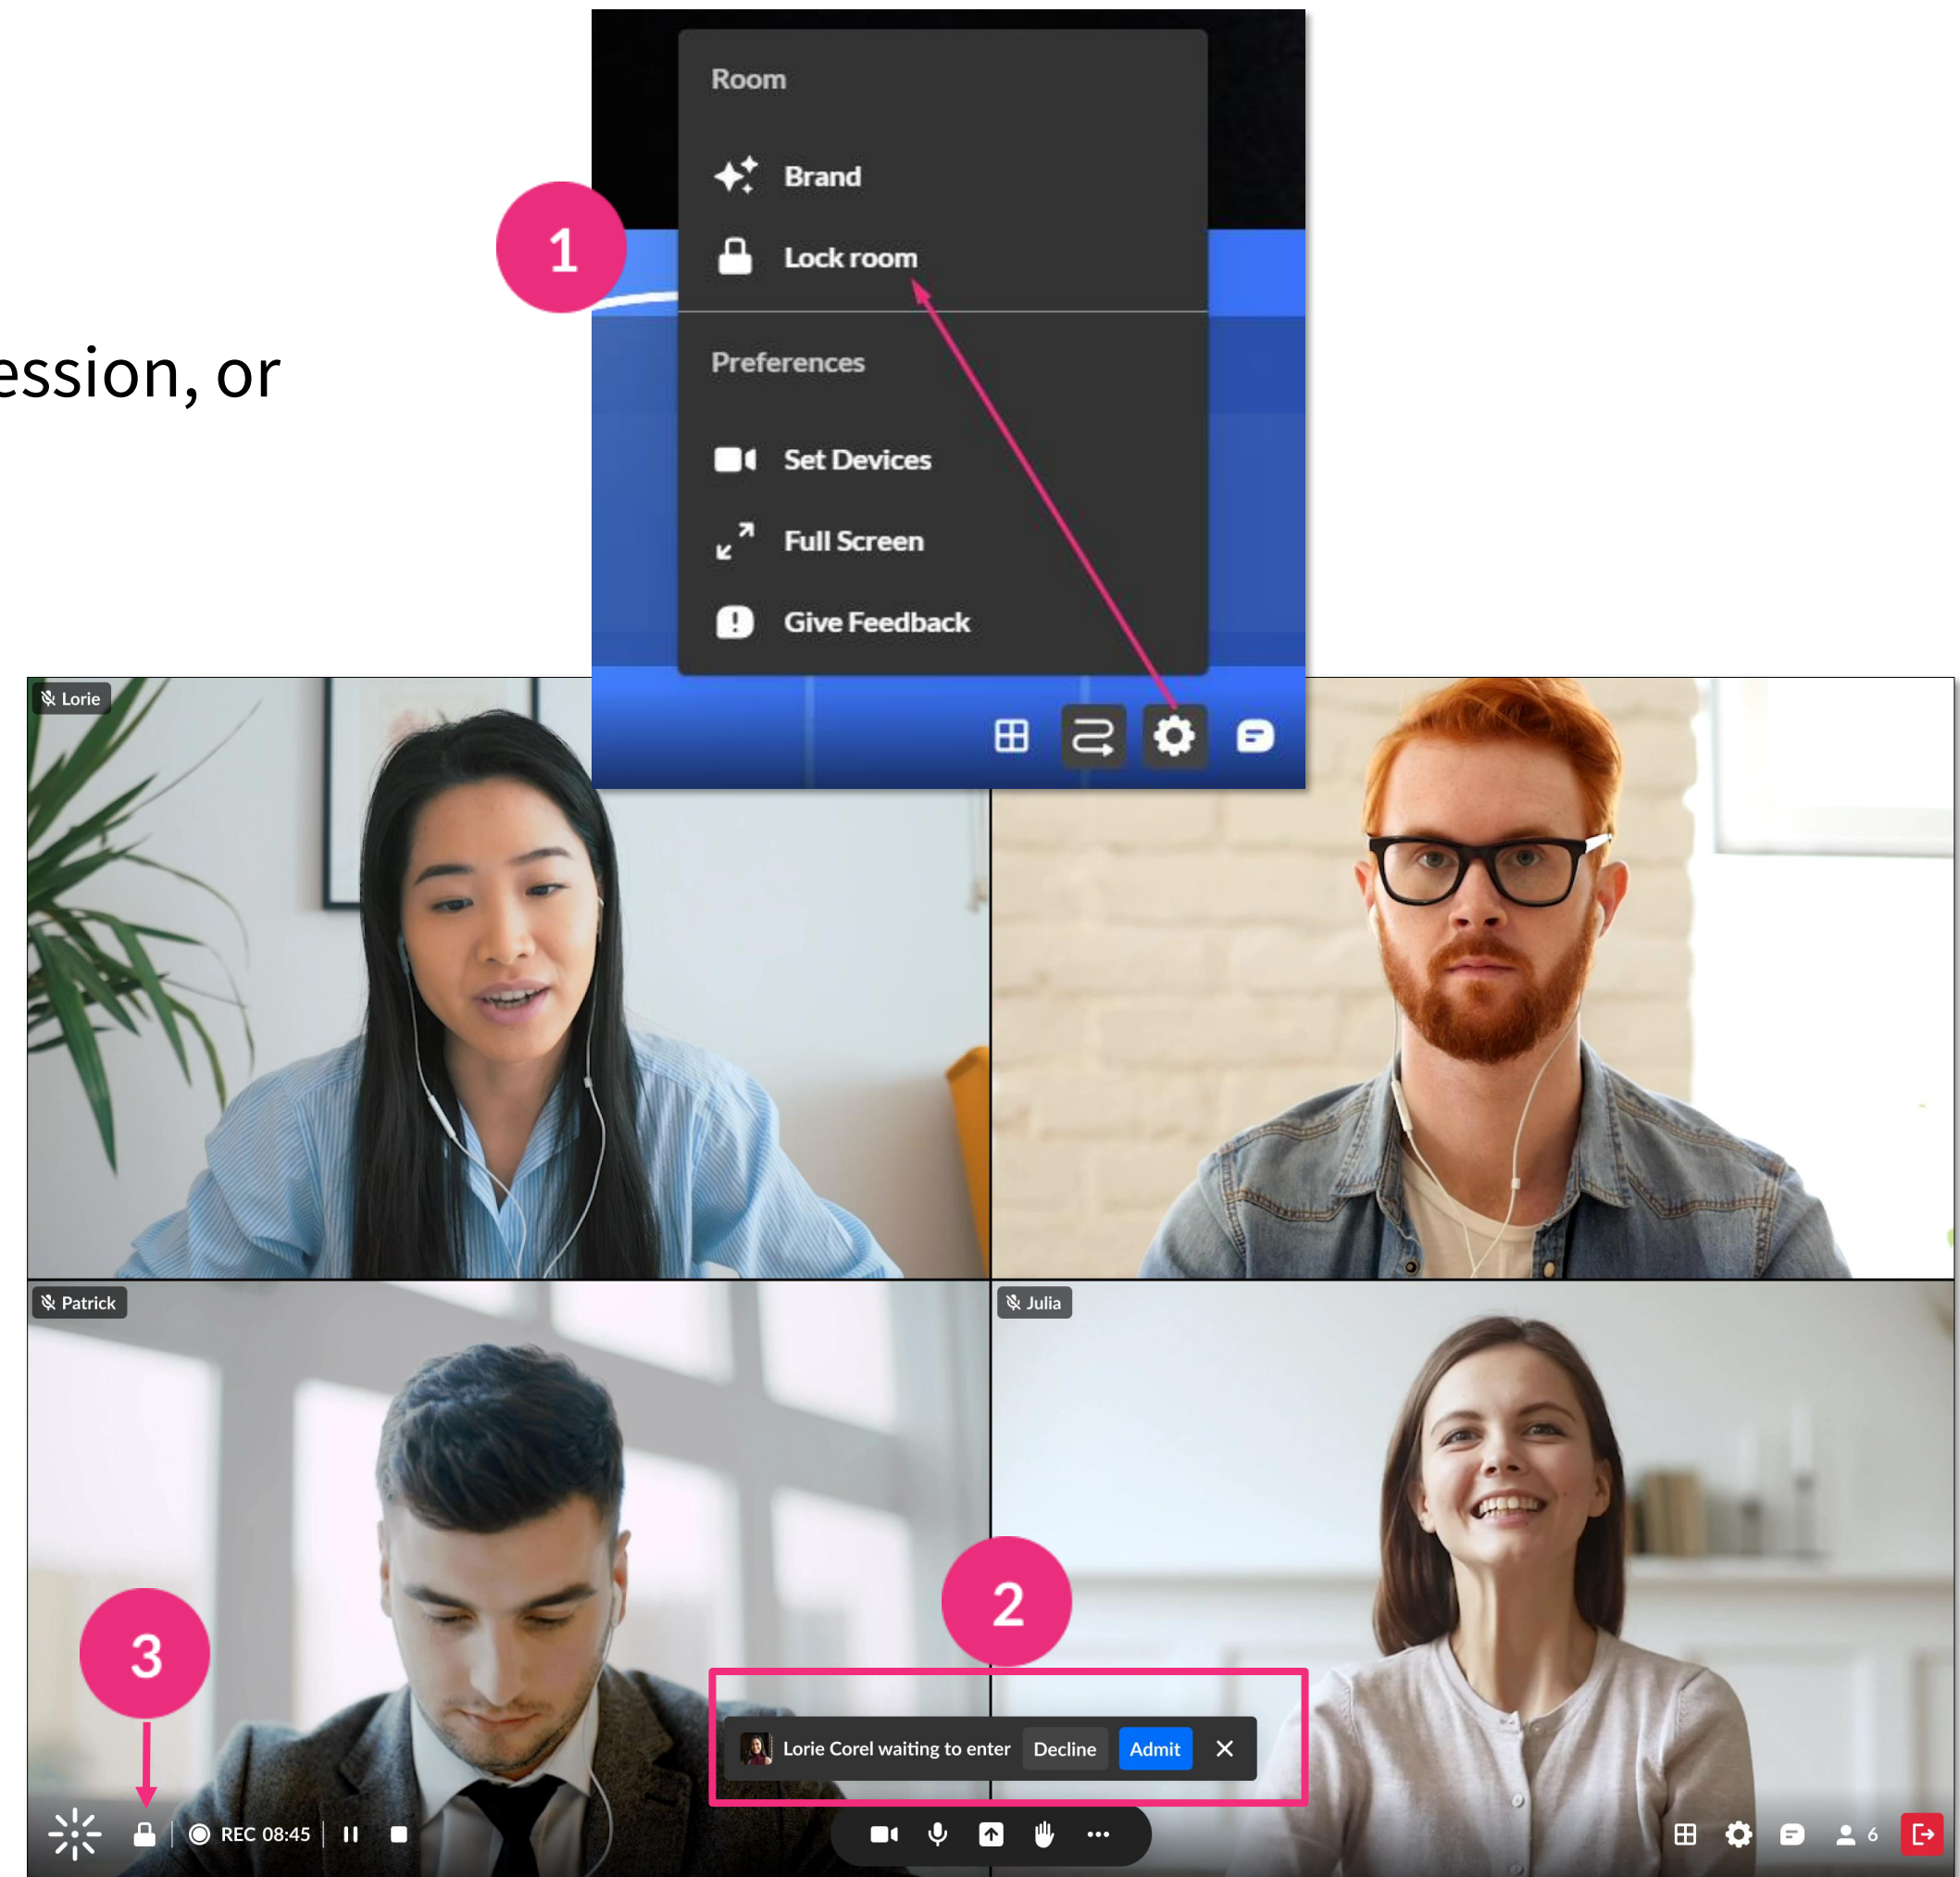 Room
Brand
1
Lock room
ession, or
Preferences
Set Devices
Full Screen
Give Feedback
Lorie
Patrick
Julia
2
3
Lorie Corel waiting to enter Decline Admit
REC 08:45
6